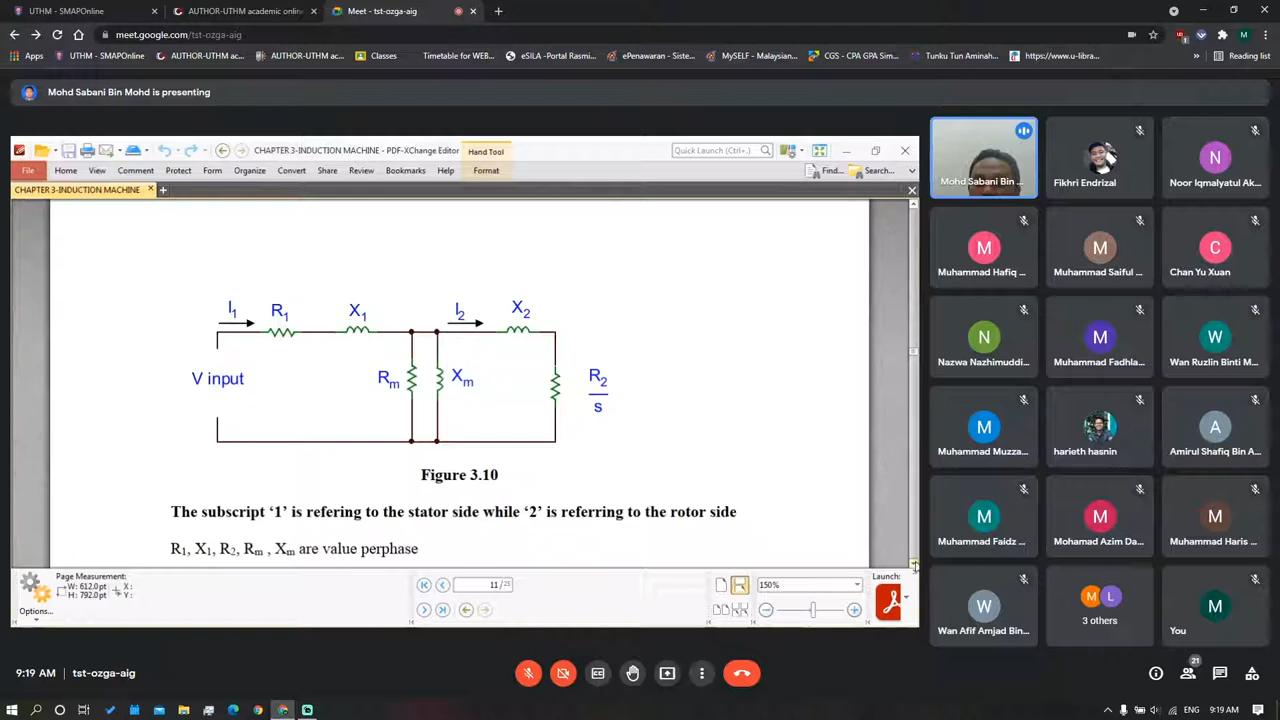 UTHM – SMAPOnline
AUTHOR-UTHM academic onlin
Meet – tst-ozga-aig
meet.google.com/tst-ozga-aig
Apps
UTHM – SMAPOnline
AUTHOR-UTHM ac...
AUTHOR-UTHM ac...
Classes
Timetable for WEB...
eSILA -Portal Rasmi...
ePenawaran - Siste...
MySELF - Malaysian...
CGS - CPA GPA Sim...
Tunku Tun Aminah...
https://www.u-libra...
»
Reading list
Mohd Sabani Bin Mohd is presenting
CHAPTER 3-INDUCTION MACHINE - PDF-XChange Editor
Hand Tool
Quick Launch (Ctrl+.)
File
Home
View
Comment
Protect
Form
Organize
Convert
Share
Review
Bookmarks
Help
Format
Find...
Search...
CHAPTER 3-INDUCTION MACHINE
I1
R1
X1
I2
X2
V input
Rm
Xm
R2
s
Figure 3.10
The subscript ‘1’ is refering to the stator side while ‘2’ is referring to the rotor side
R1, X1, R2, Rm , Xm are value perphase
Options...
Page Measurement:
W: 612.0 pt
H: 792.0 pt
X:
Y:
11 / 23
150%
Launch:
Mohd Sabani Bin ...
Fikhri Endrizal
N
Noor Iqmalyatul Ak...
M
Muhammad Hafiq ...
M
Muhammad Saiful ...
C
Chan Yu Xuan
N
Nazwa Nazhimuddi...
M
Muhammad Fadhla...
W
Wan Ruzlin Binti M...
M
Muhammad Muzza...
harieth hasnin
A
Amirul Shafiq Bin A...
M
Muhammad Faidz ...
M
Mohamad Azim Da...
M
Muhammad Haris ...
W
Wan Afif Amjad Bin...
M L
3 others
M
You
9:19 AM
tst-ozga-aig
21
9:19 AM